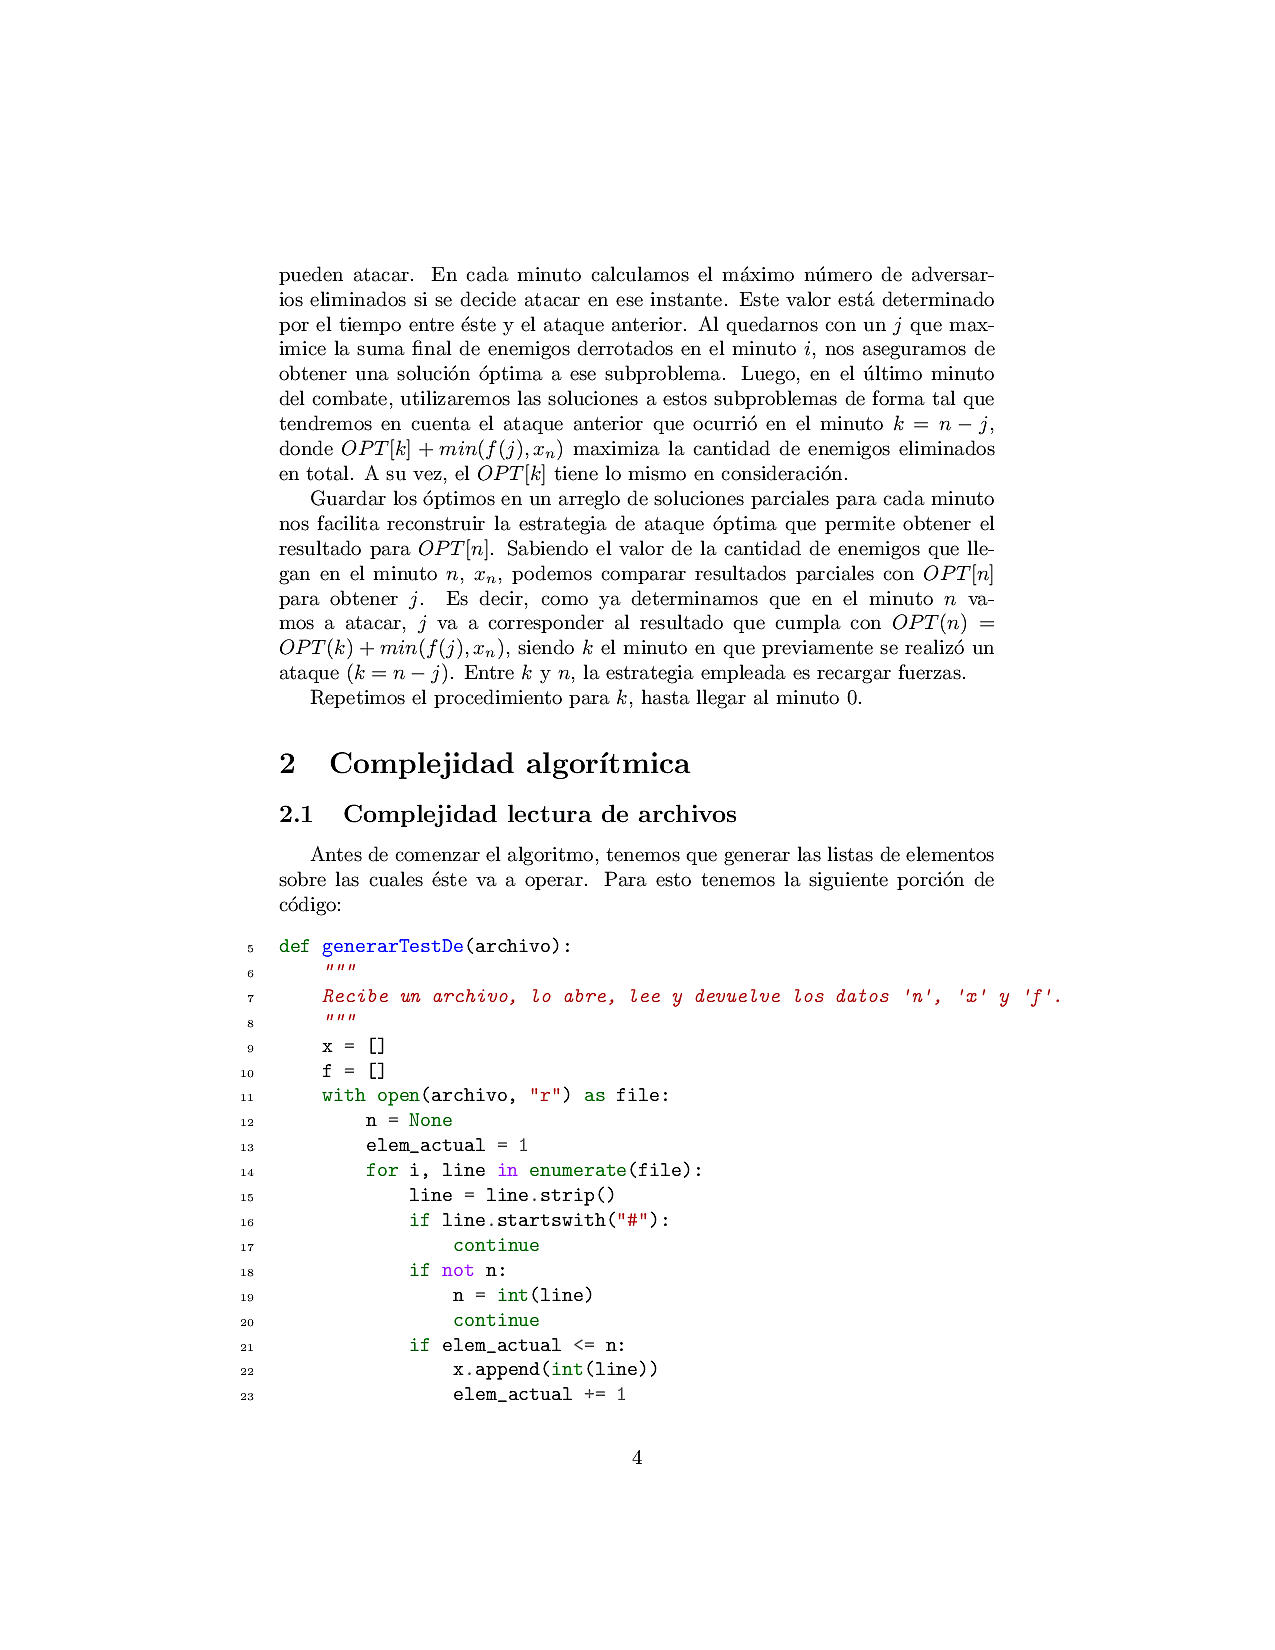 pueden atacar. En cada minuto calculamos el máximo número de adversar-
ios eliminados si se decide atacar en ese instante. Este valor está determinado
por el tiempo entre éste y el ataque anterior. Al quedarnos con un j que max-
imice la suma final de enemigos derrotados en el minuto i, nos aseguramos de
obtener una solución óptima a ese subproblema. Luego, en el último minuto
del combate, utilizaremos las soluciones a estos subproblemas de forma tal que
tendremos en cuenta el ataque anterior que ocurrió en el minuto k = n − j,
donde OPT[k] + min(f(j), xₙ) maximiza la cantidad de enemigos eliminados
en total. A su vez, el OPT[k] tiene lo mismo en consideración.
Guardar los óptimos en un arreglo de soluciones parciales para cada minuto
nos facilita reconstruir la estrategia de ataque óptima que permite obtener el
resultado para OPT[n]. Sabiendo el valor de la cantidad de enemigos que lle-
gan en el minuto n, xₙ, podemos comparar resultados parciales con OPT[n]
para obtener j. Es decir, como ya determinamos que en el minuto n va-
mos a atacar, j va a corresponder al resultado que cumpla con OPT(n) =
OPT(k) + min(f(j), xₙ), siendo k el minuto en que previamente se realizó un
ataque (k = n − j). Entre k y n, la estrategia empleada es recargar fuerzas.
Repetimos el procedimiento para k, hasta llegar al minuto 0.
2 Complejidad algorítmica
2.1 Complejidad lectura de archivos
Antes de comenzar el algoritmo, tenemos que generar las listas de elementos
sobre las cuales éste va a operar. Para esto tenemos la siguiente porción de
código:
5 def generarTestDe(archivo):
6     """
7     Recibe un archivo, lo abre, lee y devuelve los datos 'n', 'x' y 'f'.
8     """
9     x = []
10     f = []
11     with open(archivo, "r") as file:
12         n = None
13         elem_actual = 1
14         for i, line in enumerate(file):
15             line = line.strip()
16             if line.startswith("#"):
17                 continue
18             if not n:
19                 n = int(line)
20                 continue
21             if elem_actual <= n:
22                 x.append(int(line))
23                 elem_actual += 1
4